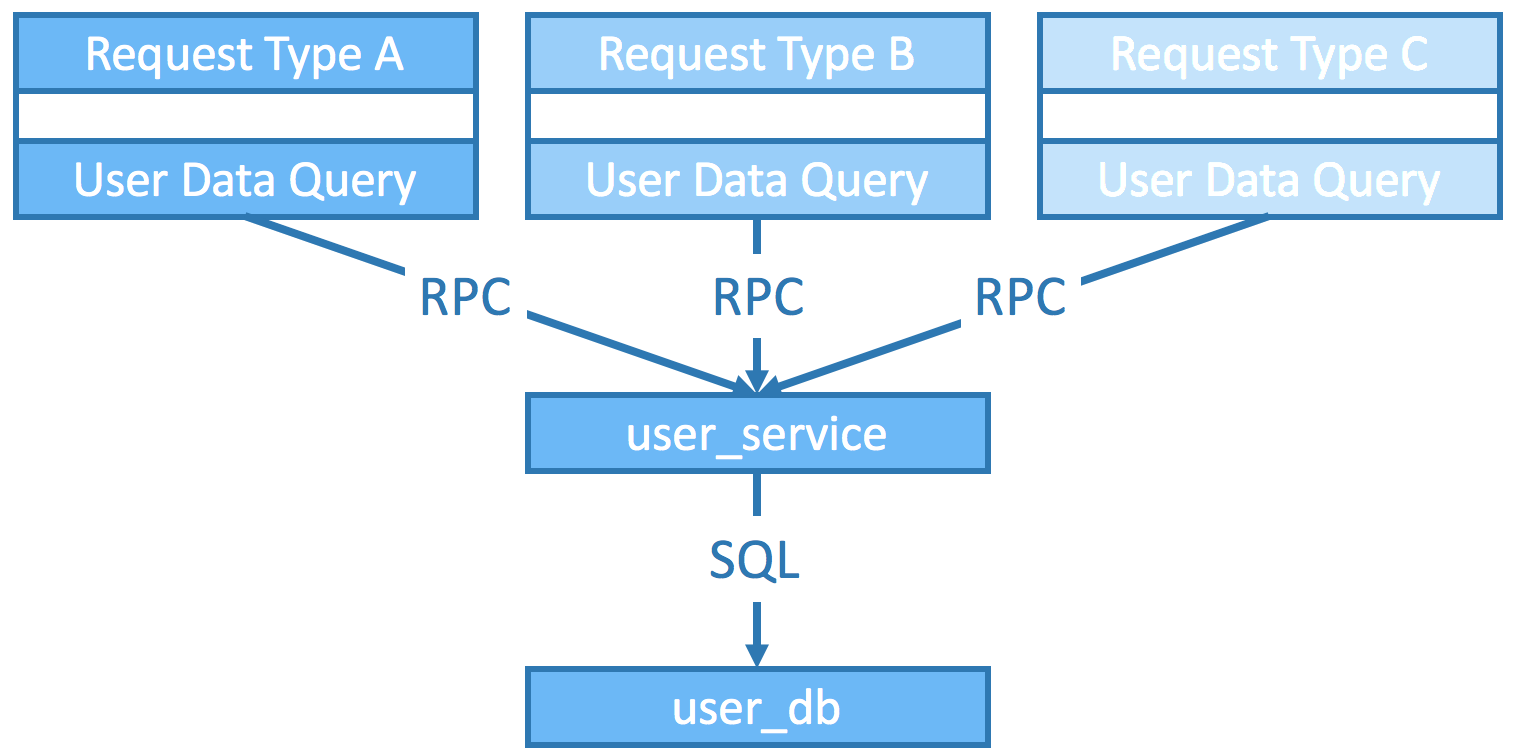 Request Type A
Request Type B
Request Type C
User Data Query
User Data Query
User Data Query
RPC
RPC
RPC
user_service
SQL
user_db